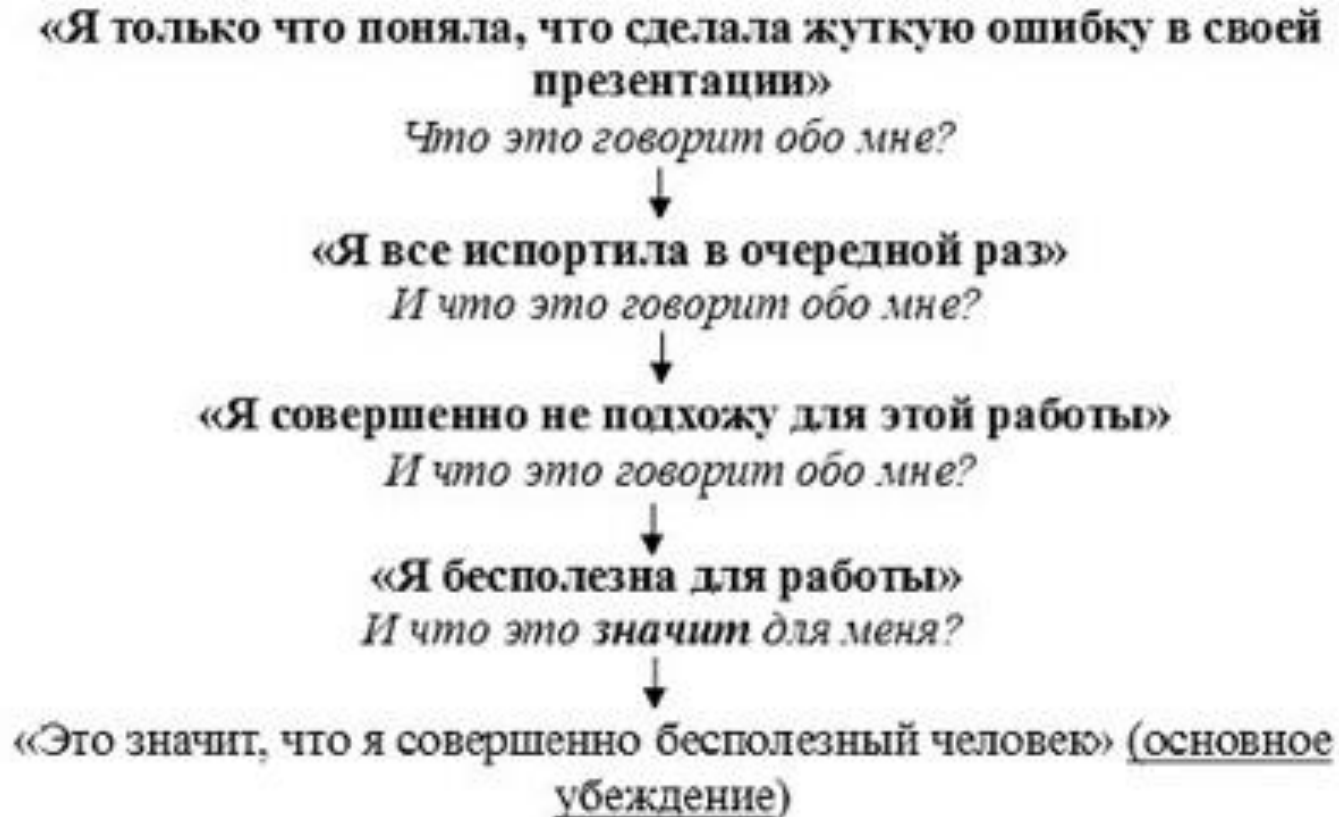 «Я только что поняла, что сделала жуткую ошибку в своей
презентации»
Что это говорит обо мне?
«Я все испортила в очередной раз»
И что это говорит обо мне?
«Я совершенно не подхожу для этой работы»
И что это говорит обо мне?
«Я бесполезна для работы»
И что это значит для меня?
«Это значит, что я совершенно бесполезный человек» (основное
убеждение)